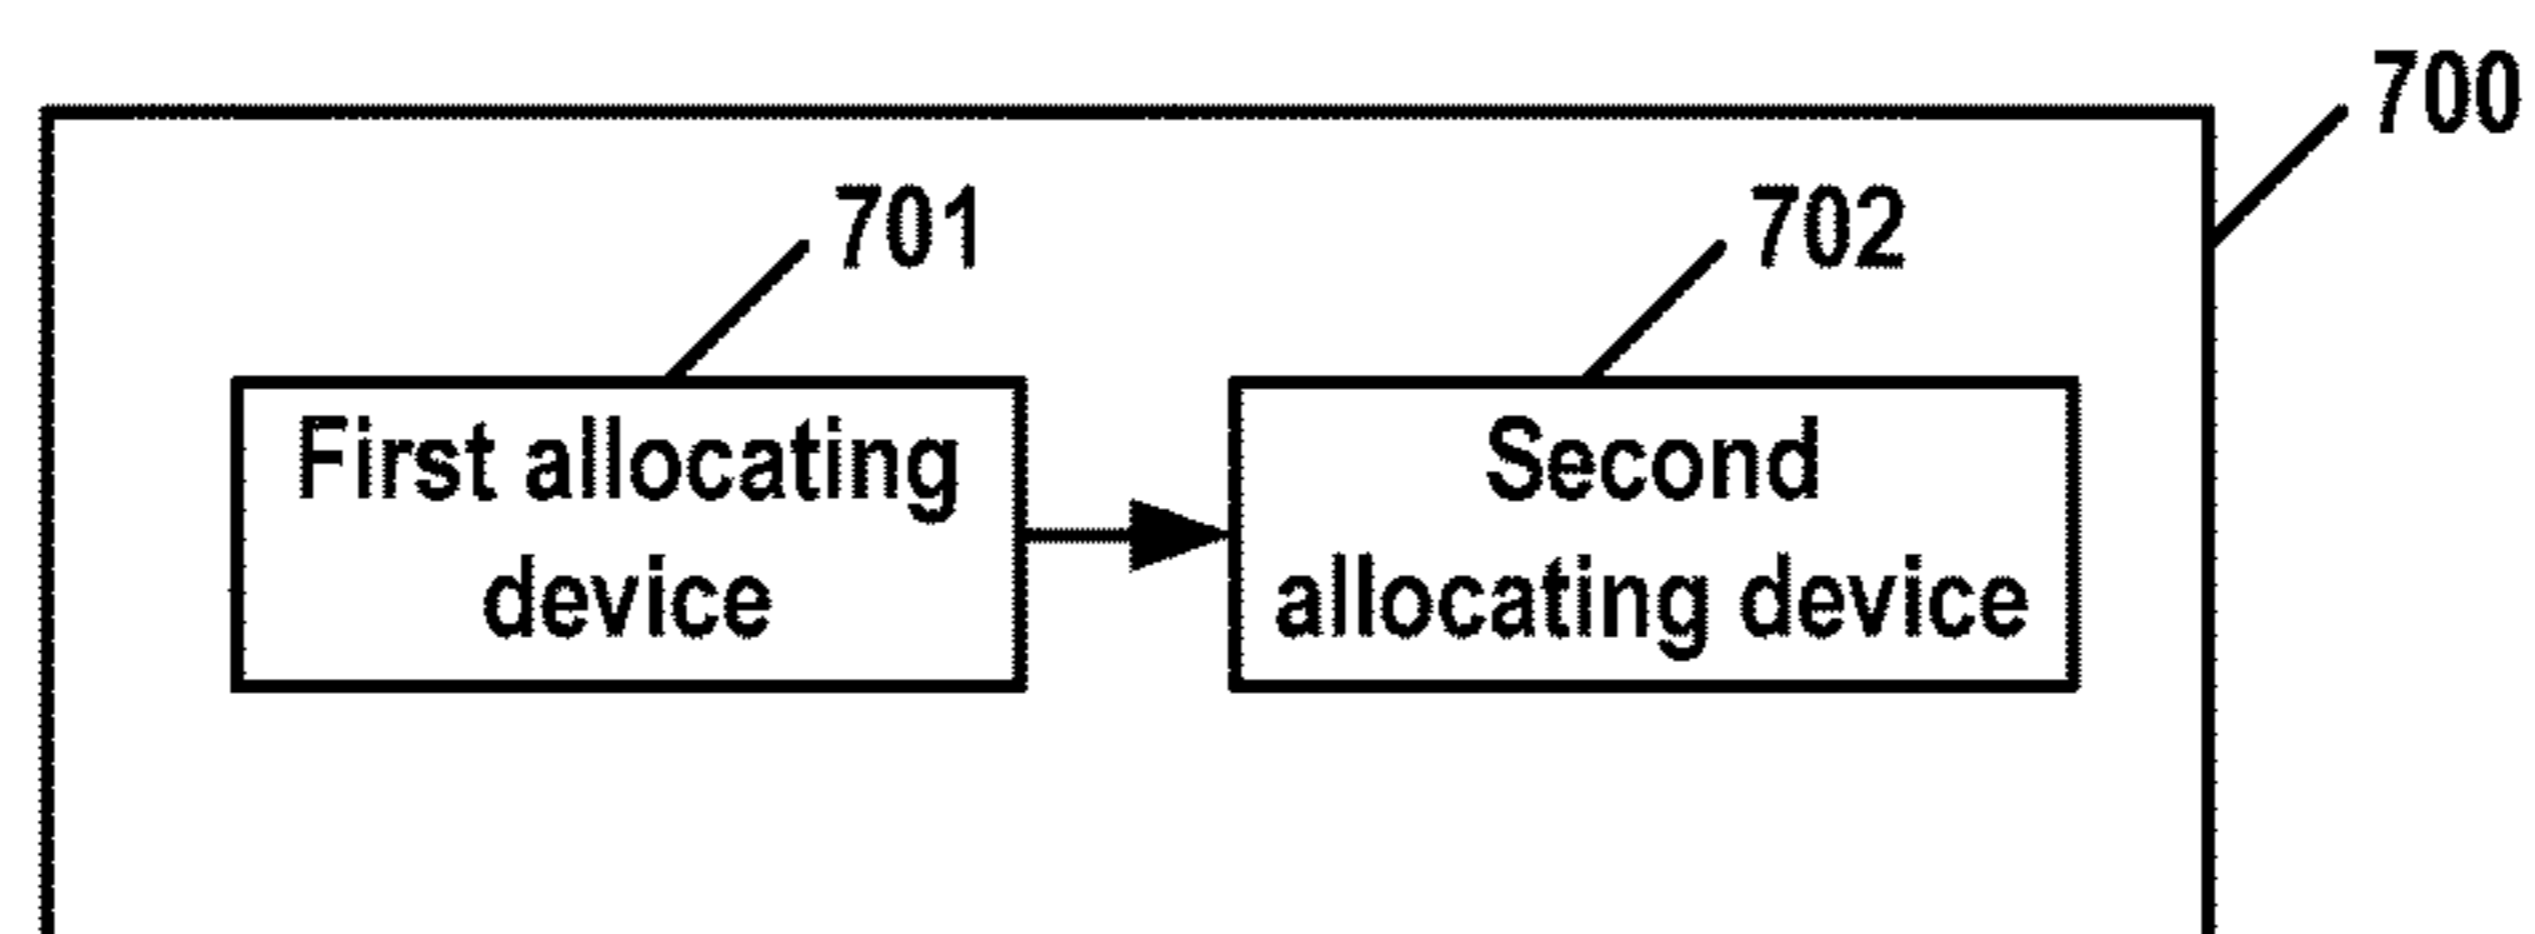 700
701
702
First allocating
device
Second
allocating device